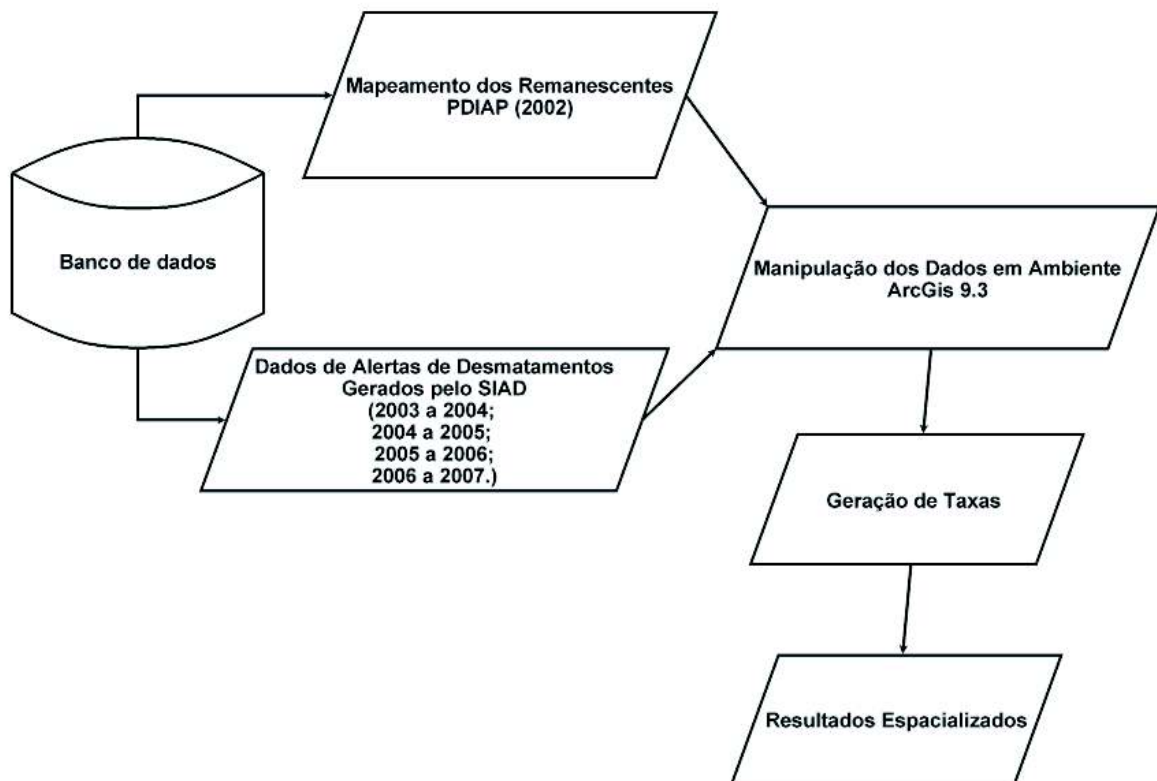 Mapeamento dos Remanescentes
PDIAP (2002)
Banco de dados
Manipulação dos Dados em Ambiente
ArcGis 9.3
Dados de Alertas de Desmatamentos
Gerados pelo SIAD
(2003 a 2004;
2004 a 2005;
2005 a 2006;
2006 a 2007.)
Geração de Taxas
Resultados Espacializados